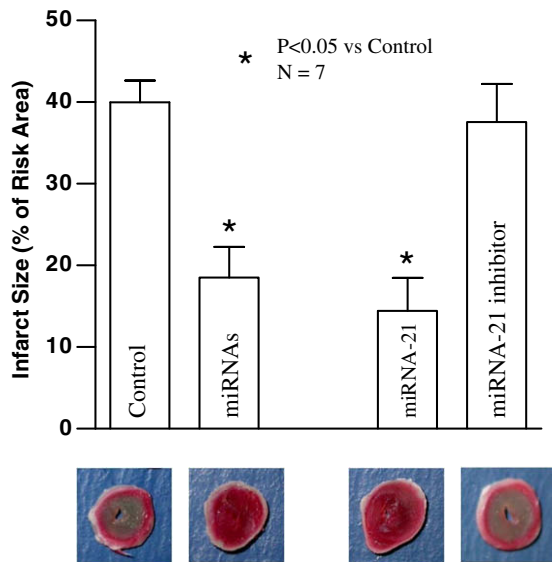 50
40
30
20
10
0
Infarct Size (% of Risk Area)
* P<0.05 vs Control
N = 7
*
*
Control
miRNAs
miRNA-21
miRNA-21 inhibitor